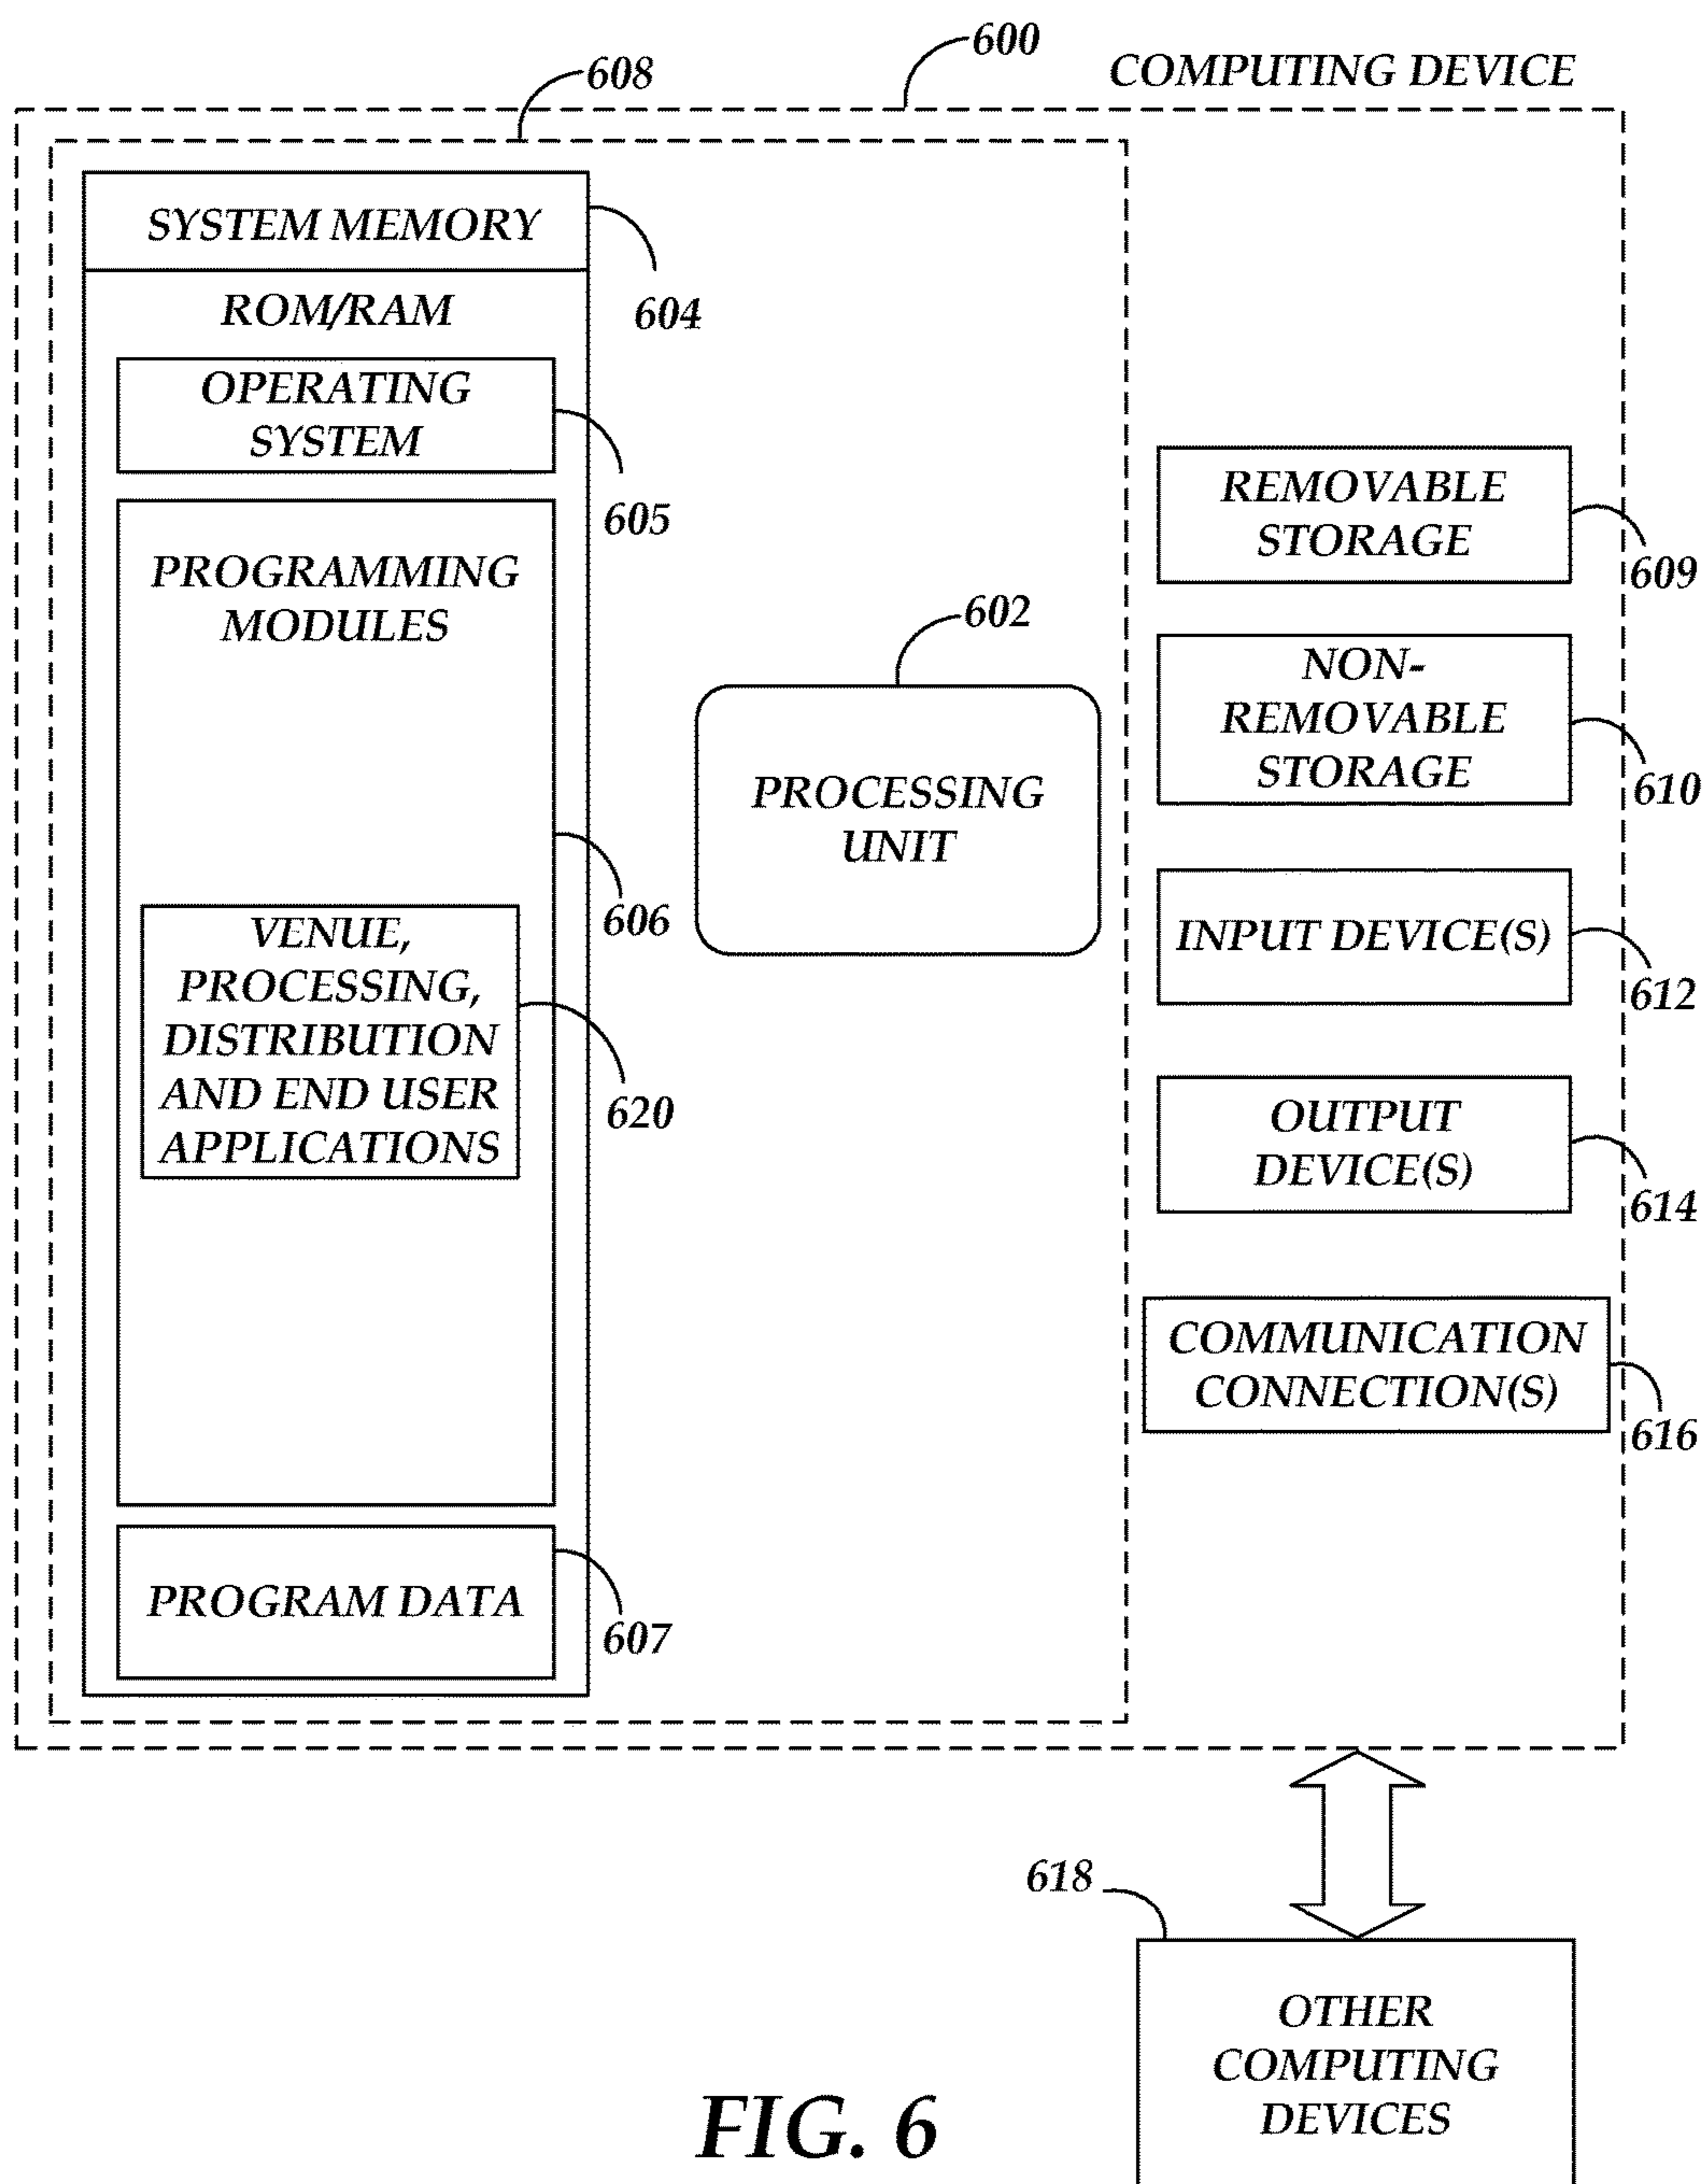 600
COMPUTING DEVICE
608
SYSTEM MEMORY
604
ROM/RAM
OPERATING
SYSTEM
605
PROGRAMMING
MODULES
606
VENUE,
PROCESSING,
DISTRIBUTION
AND END USER
APPLICATIONS
620
PROGRAM DATA
607
602
PROCESSING
UNIT
REMOVABLE
STORAGE
609
NON-
REMOVABLE
STORAGE
610
INPUT DEVICE(S)
612
OUTPUT
DEVICE(S)
614
COMMUNICATION
CONNECTION(S)
616
618
OTHER
COMPUTING
DEVICES
FIG. 6